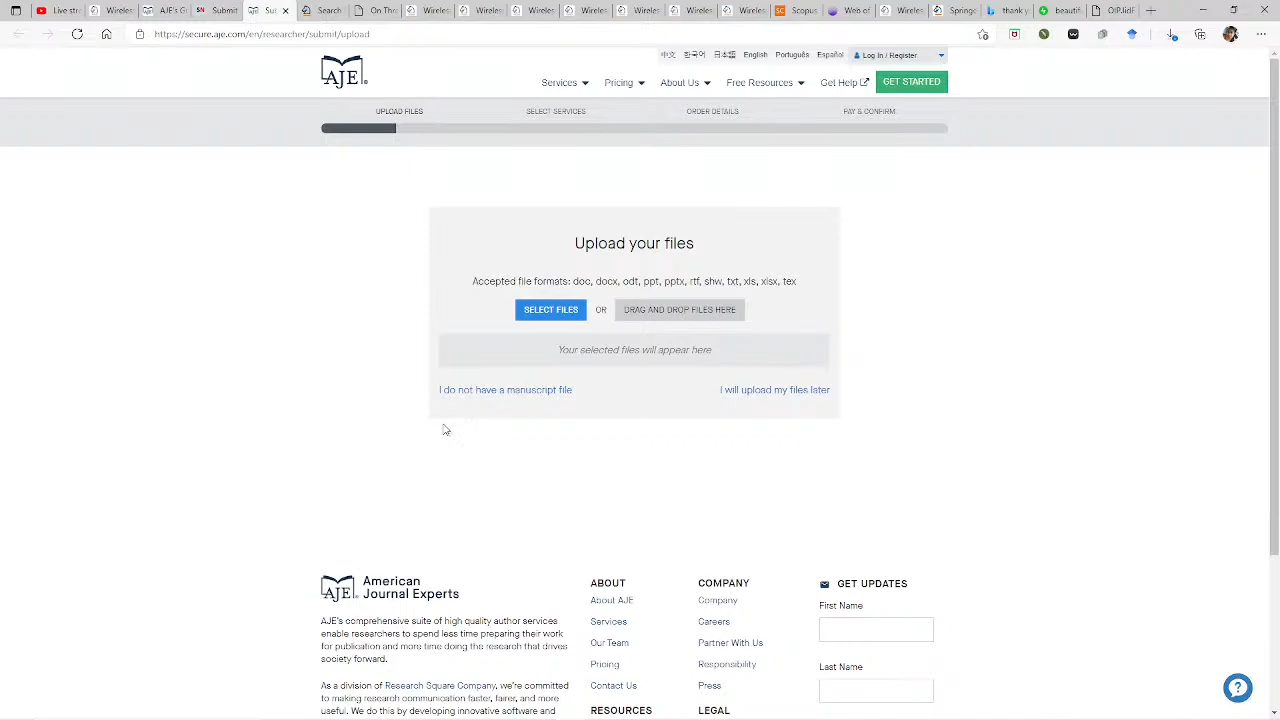 Live stre
Wireles
AJE's G
Submit
Sub
Search
On Thr
Wireles
Wireles
Wireles
Wireles
Wireles
Wireles
Wireles
Scopus
Web of
Wireles
Springe
thank y
beautif
OIPRidF
https://secure.aje.com/en/researcher/submit/upload
中文 한국어 日本語 English Português Español Log In / Register
AJE
Services Pricing About Us Free Resources Get Help GET STARTED
UPLOAD FILES SELECT SERVICES ORDER DETAILS PAY & CONFIRM
Upload your files
Accepted file formats: doc, docx, odt, ppt, pptx, rtf, shw, txt, xls, xlsx, tex
SELECT FILES OR DRAG AND DROP FILES HERE
Your selected files will appear here
I do not have a manuscript file I will upload my files later
AJE American
Journal Experts
AJE's comprehensive suite of high quality author services
enable researchers to spend less time preparing their work
for publication and more time doing the research that drives
society forward.
As a division of Research Square Company, we're committed
to making research communication faster, fairer, and more
useful. We do this by developing innovative software and
ABOUT
About AJE
Services
Our Team
Pricing
Contact Us
RESOURCES
COMPANY
Company
Careers
Partner With Us
Responsibility
Press
LEGAL
GET UPDATES
First Name
Last Name
?